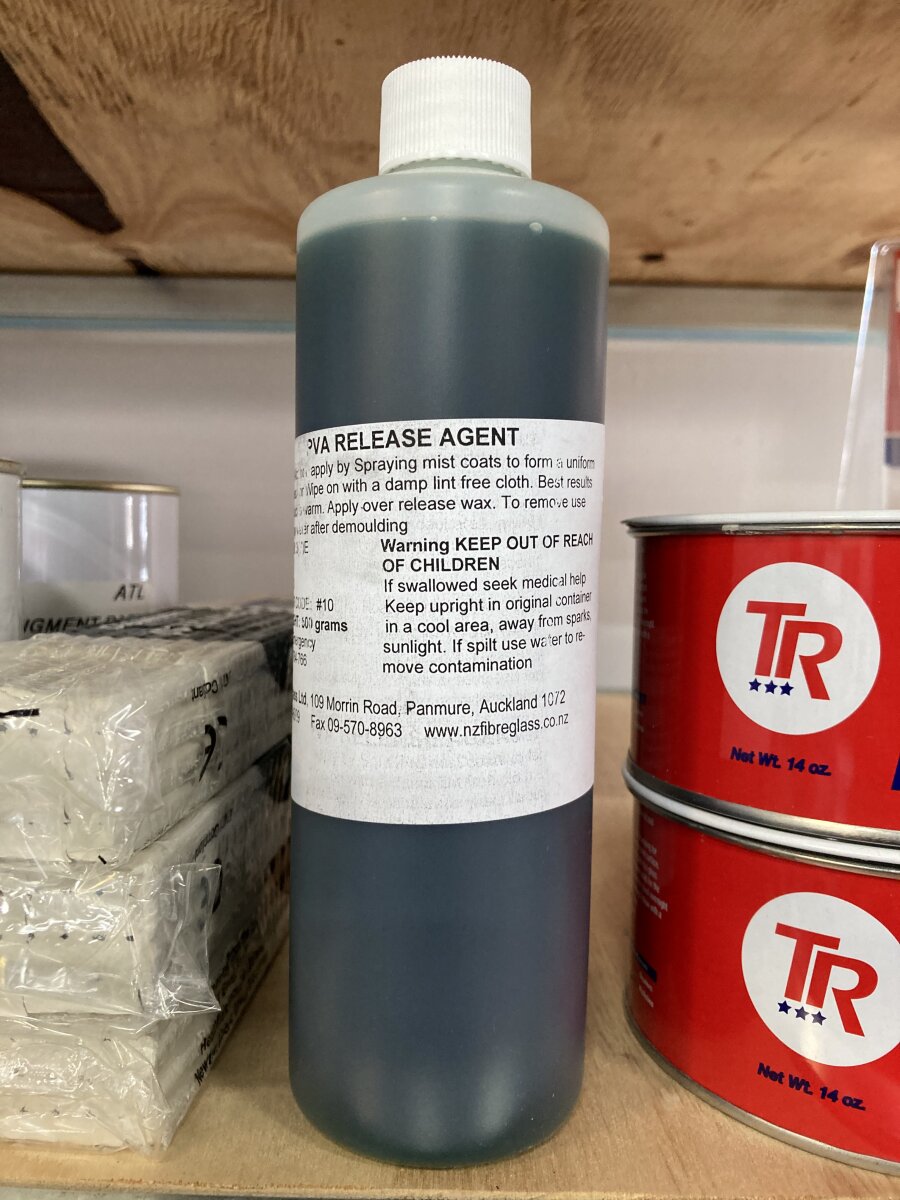 PVA RELEASE AGENT
apply by Spraying mist coats to form a uniform
Wipe on with a damp lint free cloth. Best results
warm. Apply over release wax. To remove use
after demoulding
Warning KEEP OUT OF REACH
OF CHILDREN
If swallowed seek medical help
Keep upright in original container
in a cool area, away from sparks,
sunlight. If spilt use water to re-
move contamination
CODE: #10
500 grams
Ltd, 109 Morrin Road, Panmure, Auckland 1072
Fax 09-570-8963 www.nzfibreglass.co.nz
ATL
TR
Net Wt. 14 oz.
TR
Net Wt. 14 oz.